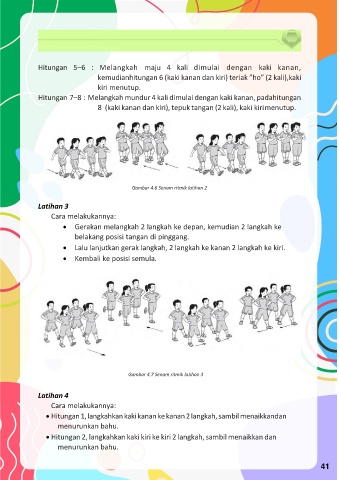 Hitungan 5–6 : Melangkah maju 4 kali dimulai dengan kaki kanan,
kemudianhitungan 6 (kaki kanan dan kiri) teriak “ho” (2 kali),kaki
kiri menutup.
Hitungan 7–8 : Melangkah mundur 4 kali dimulai dengan kaki kanan, padahitungan
8 (kaki kanan dan kiri), tepuk tangan (2 kali), kaki kirimenutup.
Gambar 4.6 Senam ritmik latihan 2
Latihan 3
Cara melakukannya:
• Gerakan melangkah 2 langkah ke depan, kemudian 2 langkah ke
belakang posisi tangan di pinggang.
• Lalu lanjutkan gerak langkah, 2 langkah ke kanan 2 langkah ke kiri.
• Kembali ke posisi semula.
Gambar 4.7 Senam ritmik latihan 3
Latihan 4
Cara melakukannya:
• Hitungan 1, langkahkan kaki kanan ke kanan 2 langkah, sambil menaikkandan
menurunkan bahu.
• Hitungan 2, langkahkan kaki kiri ke kiri 2 langkah, sambil menaikkan dan
menurunkan bahu.
41